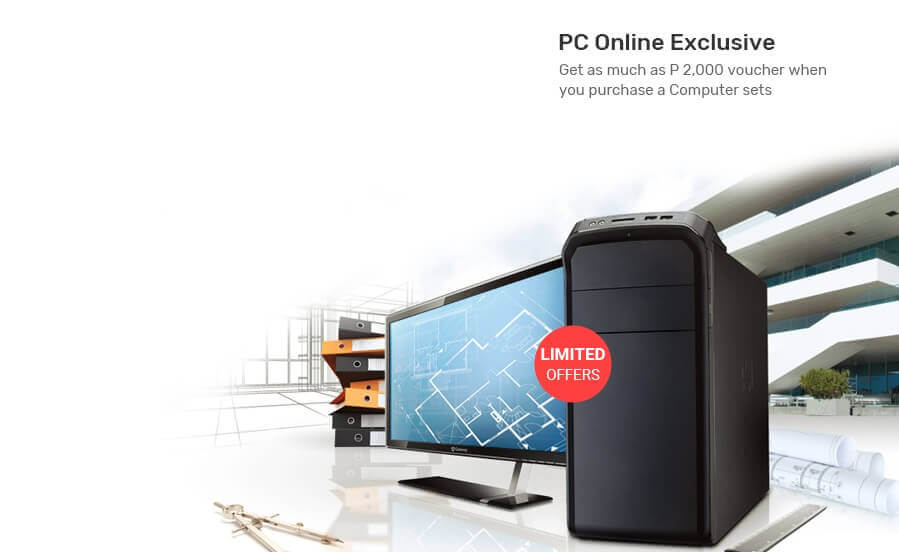 PC Online Exclusive
Get as much as P 2,000 voucher when
you purchase a Computer sets
LIMITED
OFFERS